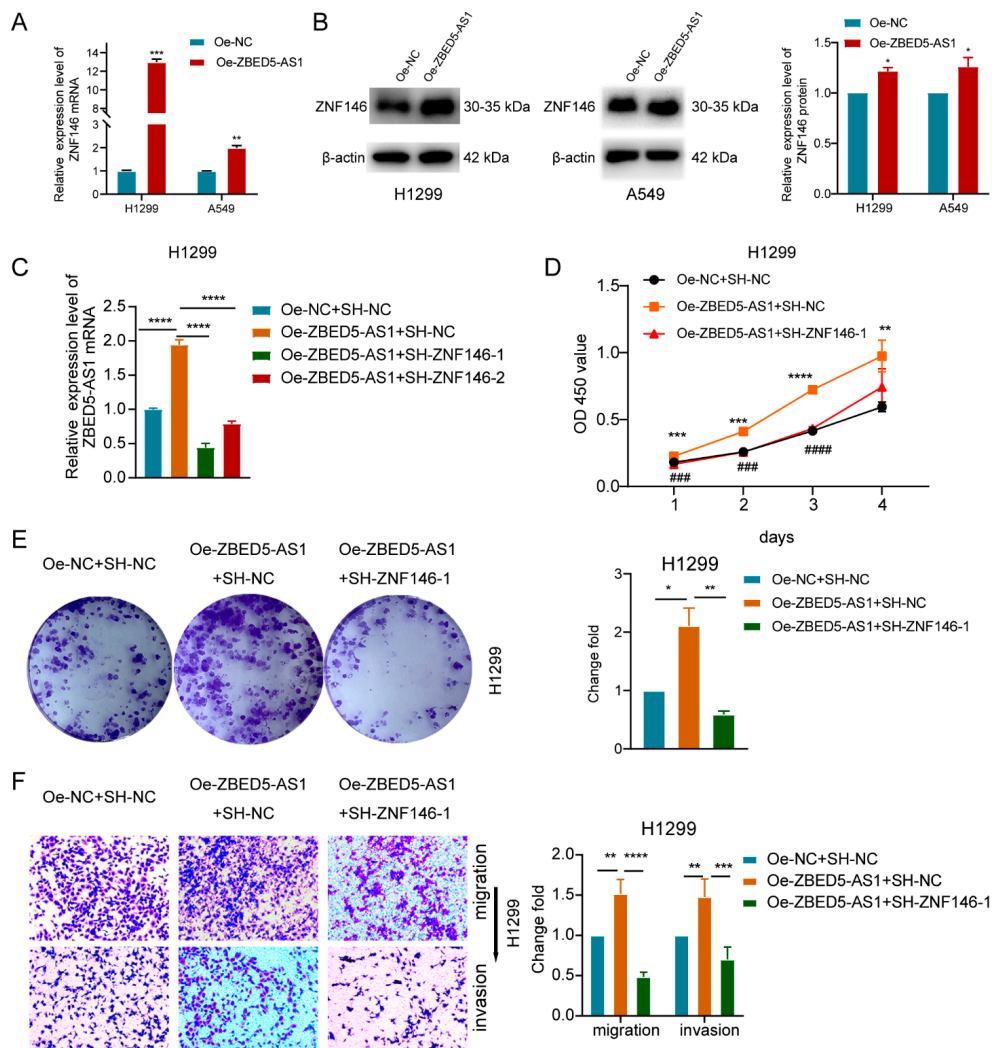 A
Relative expression level of
ZNF146 mRNA
14
13
12
10
8
6
4
2
1
0
***
**
H1299
A549
Oe-NC
Oe-ZBED5-AS1
B
Oe-NC
Oe-ZBED5-AS1
ZNF146
30-35 kDa
β-actin
42 kDa
H1299
Oe-NC
Oe-ZBED5-AS1
ZNF146
30-35 kDa
β-actin
42 kDa
A549
Oe-NC
Oe-ZBED5-AS1
Relative expression level of
ZNF146 protein
1.5
1.0
0.5
0.0
*
*
H1299
A549
C
H1299
Relative expression level of
ZBED5-AS1 mRNA
2.5
2.0
1.5
1.0
0.5
0.0
****
****
****
Oe-NC+SH-NC
Oe-ZBED5-AS1+SH-NC
Oe-ZBED5-AS1+SH-ZNF146-1
Oe-ZBED5-AS1+SH-ZNF146-2
D
H1299
Oe-NC+SH-NC
Oe-ZBED5-AS1+SH-NC
Oe-ZBED5-AS1+SH-ZNF146-1
OD 450 value
1.5
1.0
0.5
0.0
***
***
****
**
###
###
####
1
2
3
4
days
E
Oe-NC+SH-NC
Oe-ZBED5-AS1
+SH-NC
Oe-ZBED5-AS1
+SH-ZNF146-1
H1299
H1299
Change fold
3
2
1
0
*
**
Oe-NC+SH-NC
Oe-ZBED5-AS1+SH-NC
Oe-ZBED5-AS1+SH-ZNF146-1
F
Oe-NC+SH-NC
Oe-ZBED5-AS1
+SH-NC
Oe-ZBED5-AS1
+SH-ZNF146-1
migration
invasion
H1299
H1299
Change fold
2.0
1.5
1.0
0.5
0.0
**
****
**
***
migration
invasion
Oe-NC+SH-NC
Oe-ZBED5-AS1+SH-NC
Oe-ZBED5-AS1+SH-ZNF146-1